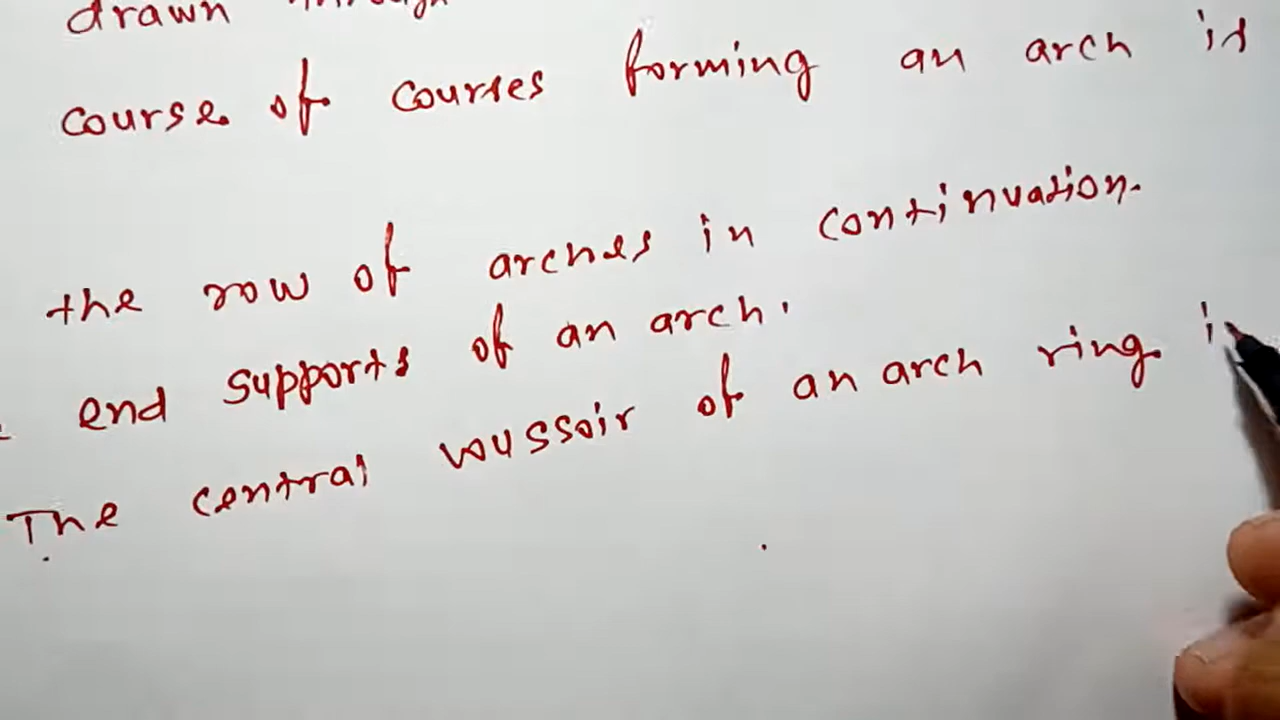 drawn through
course of courses forming an arch is
the row of arches in continuation.
end supports of an arch.
The central voussoir of an arch ring i